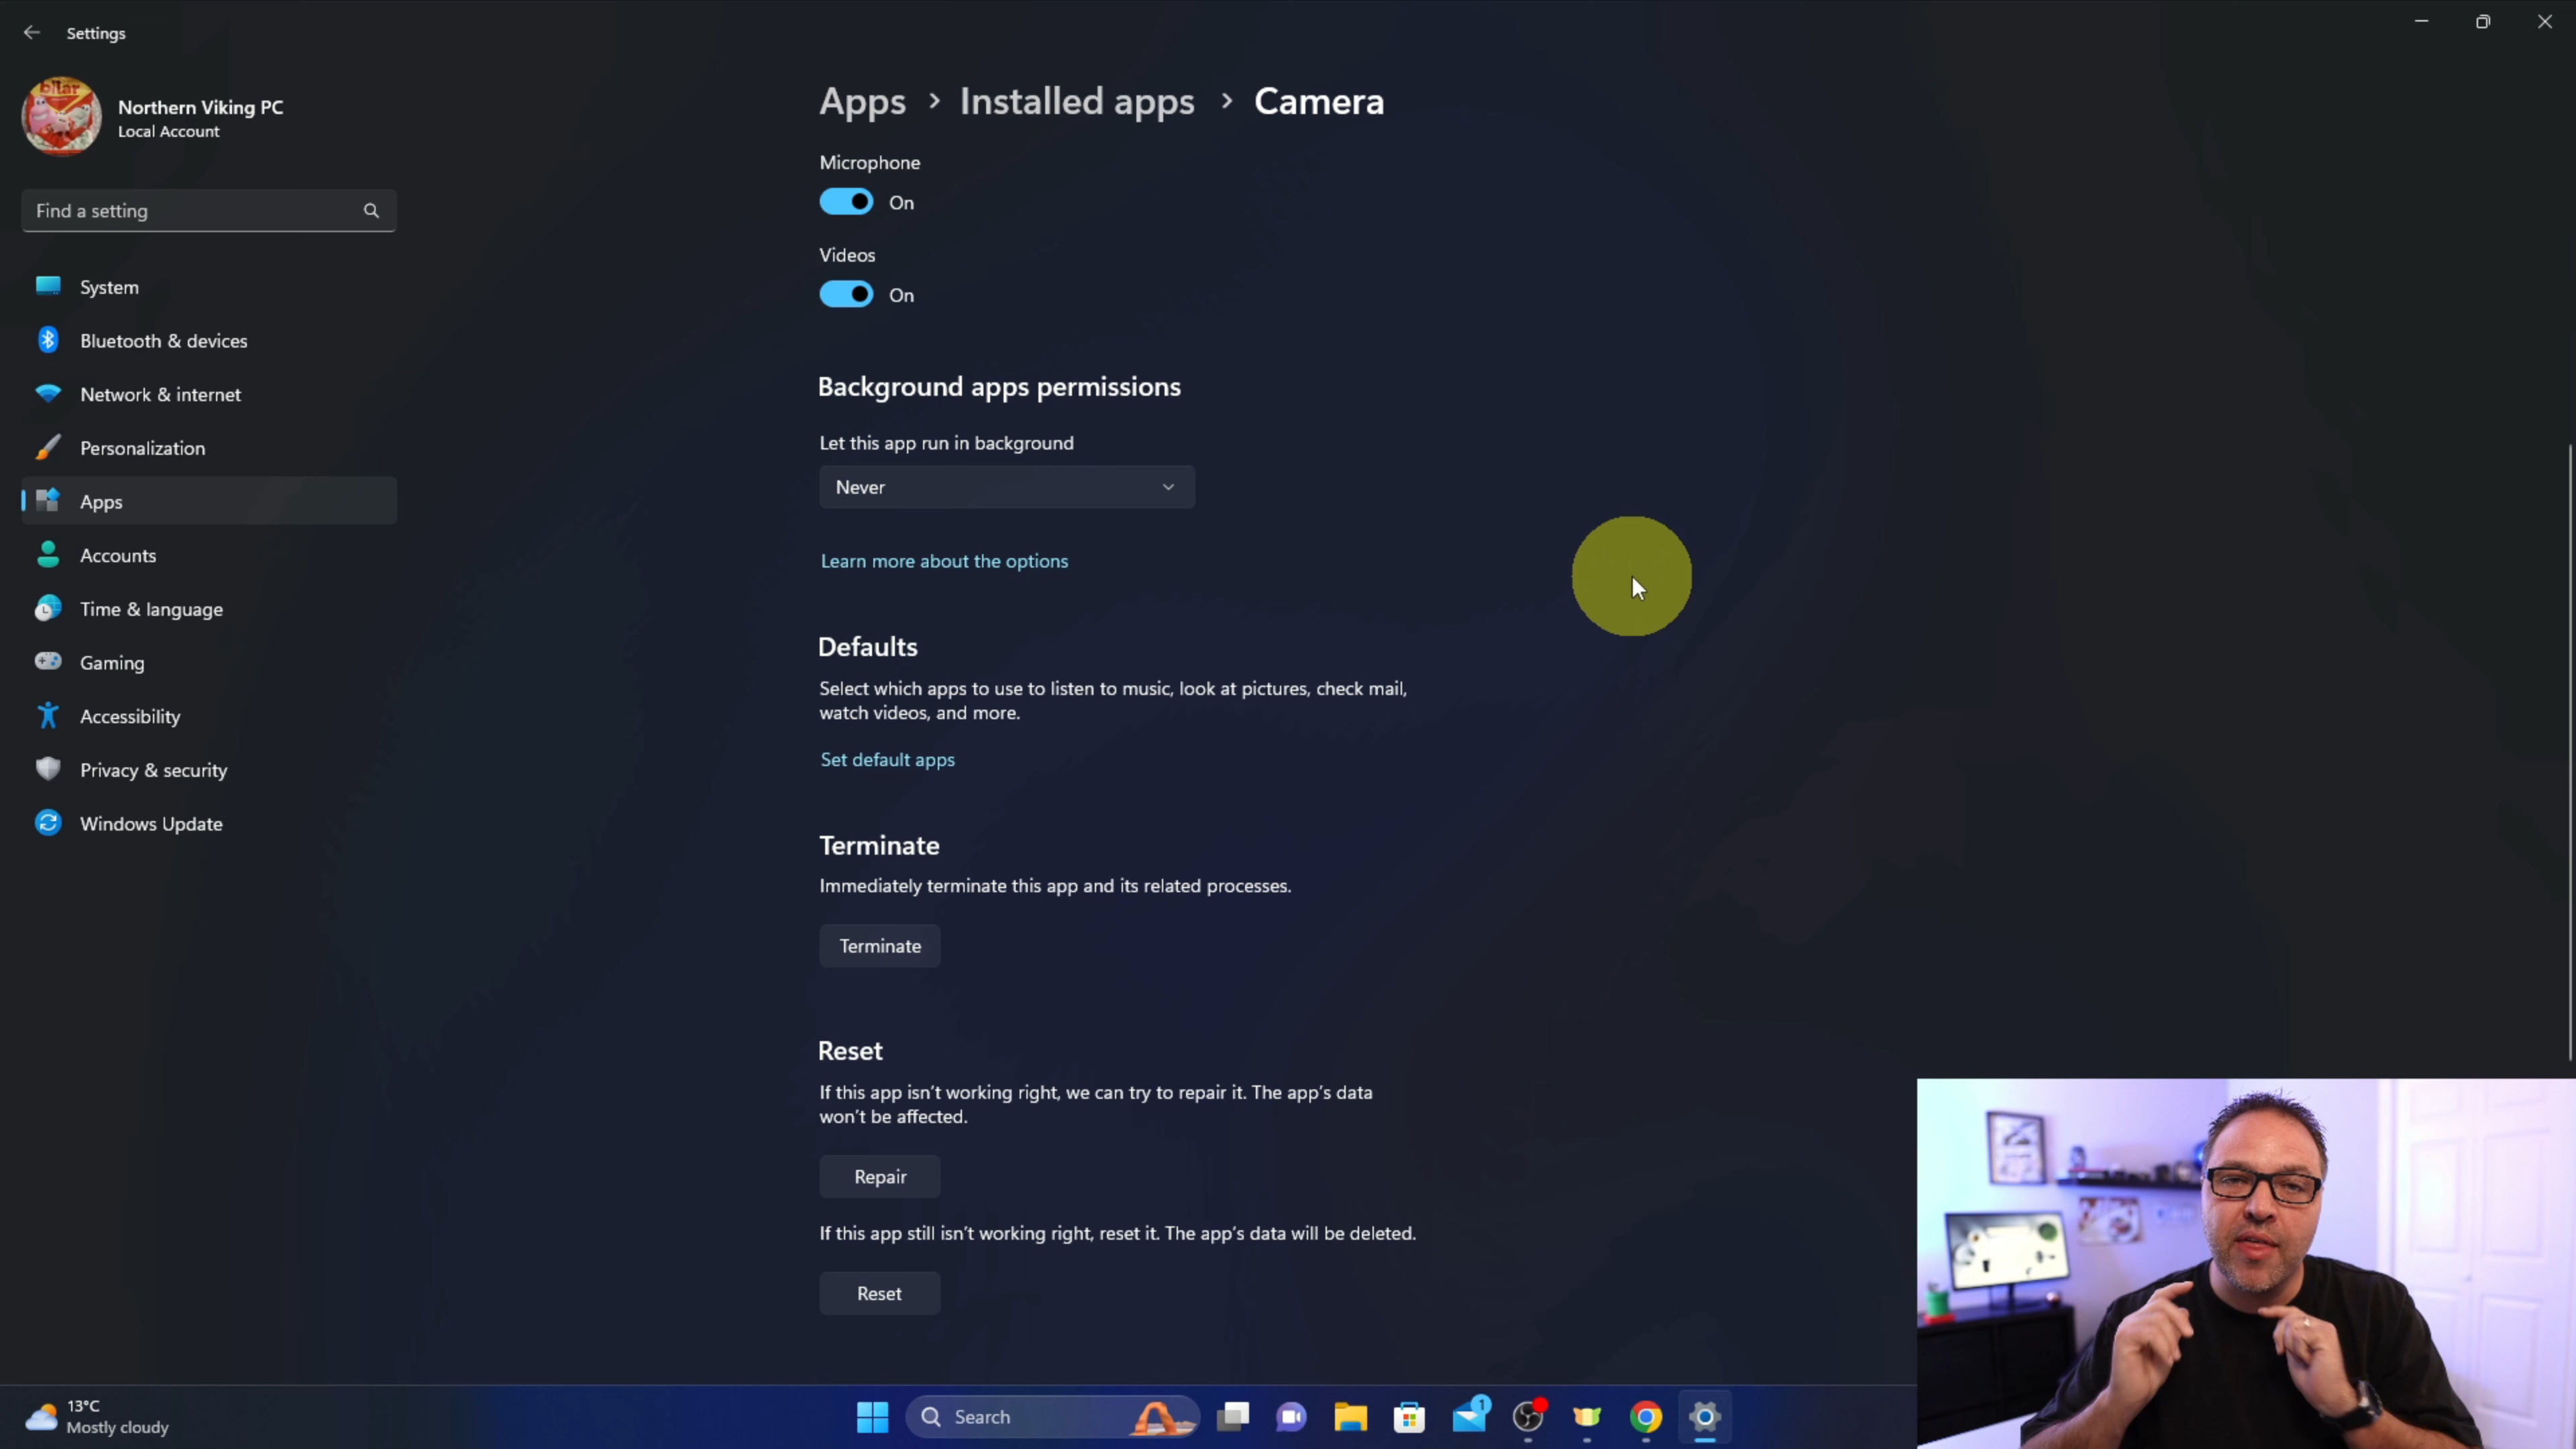 Settings
Northern Viking PC
Local Account
Find a setting
System
Bluetooth & devices
Network & internet
Personalization
Apps
Accounts
Time & language
Gaming
Accessibility
Privacy & security
Windows Update
Apps > Installed apps > Camera
Microphone
On
Videos
On
Background apps permissions
Let this app run in background
Never
Learn more about the options
Defaults
Select which apps to use to listen to music, look at pictures, check mail,
watch videos, and more.
Set default apps
Terminate
Immediately terminate this app and its related processes.
Terminate
Reset
If this app isn't working right, we can try to repair it. The app's data
won't be affected.
Repair
If this app still isn't working right, reset it. The app's data will be deleted.
Reset
13°C
Mostly cloudy
Search
1